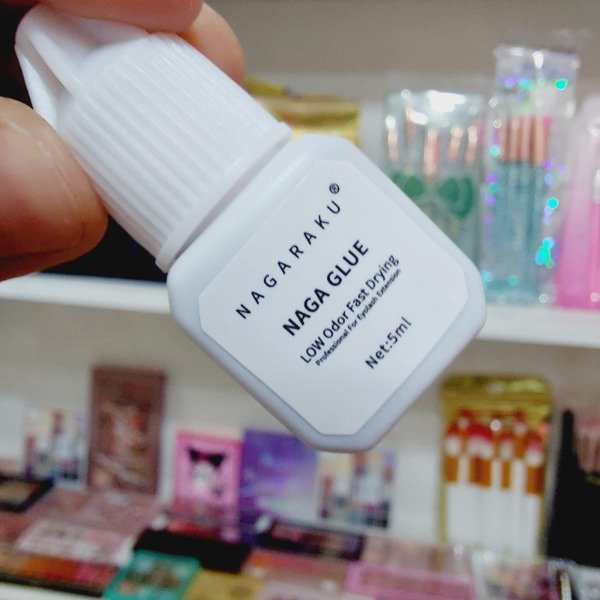 NAGARAKU®
NAGA GLUE
Low Odor Fast Drying
Professional For Eyelash Extension
Net:5ml